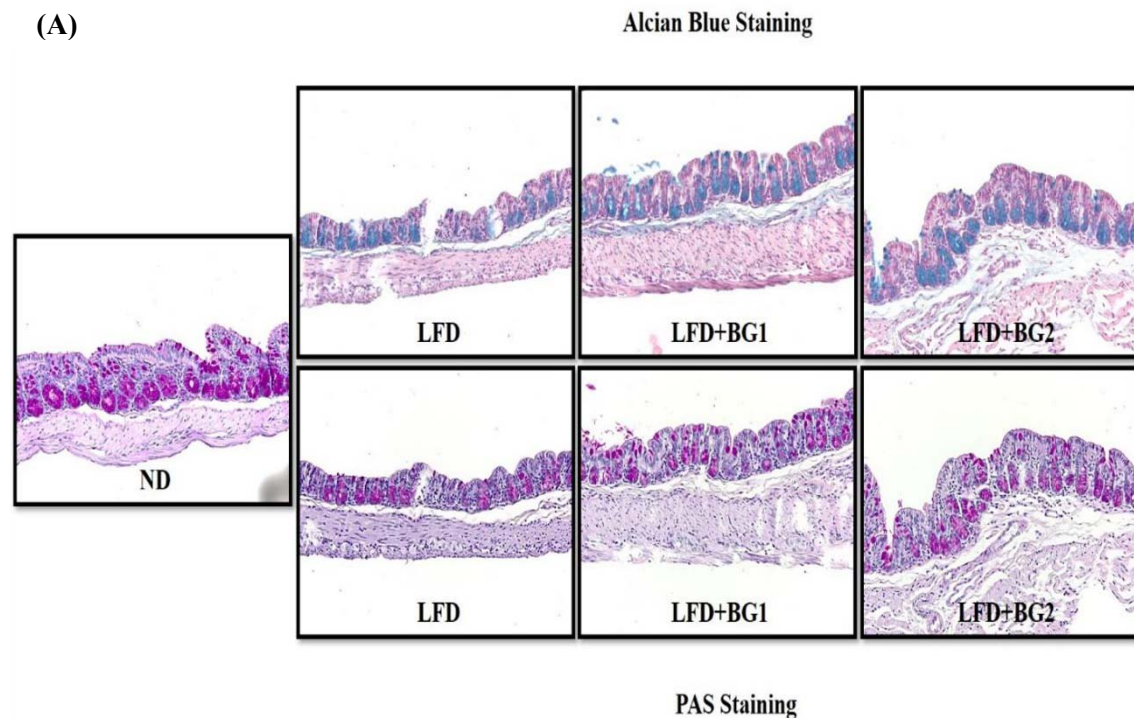 (A)
Alcian Blue Staining
LFD
LFD+BG1
LFD+BG2
ND
LFD
LFD+BG1
LFD+BG2
PAS Staining